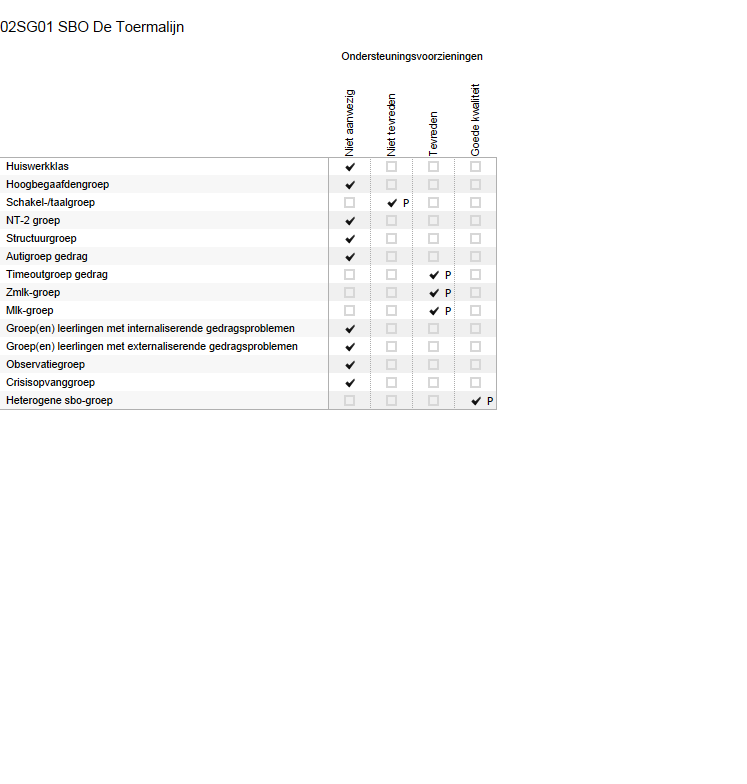 02SG01 SBO De Toermalijn
Ondersteuningsvoorzieningen
Niet aanwezig
Niet tevreden
Tevreden
Goede kwaliteit
Huiswerkklas
Hoogbegaafdengroep
Schakel-/taalgroep P
NT-2 groep
Structuurgroep
Autigroep gedrag
Timeoutgroep gedrag P
Zmlk-groep P
Mlk-groep P
Groep(en) leerlingen met internaliserende gedragsproblemen
Groep(en) leerlingen met externaliserende gedragsproblemen
Observatiegroep
Crisisopvanggroep
Heterogene sbo-groep P